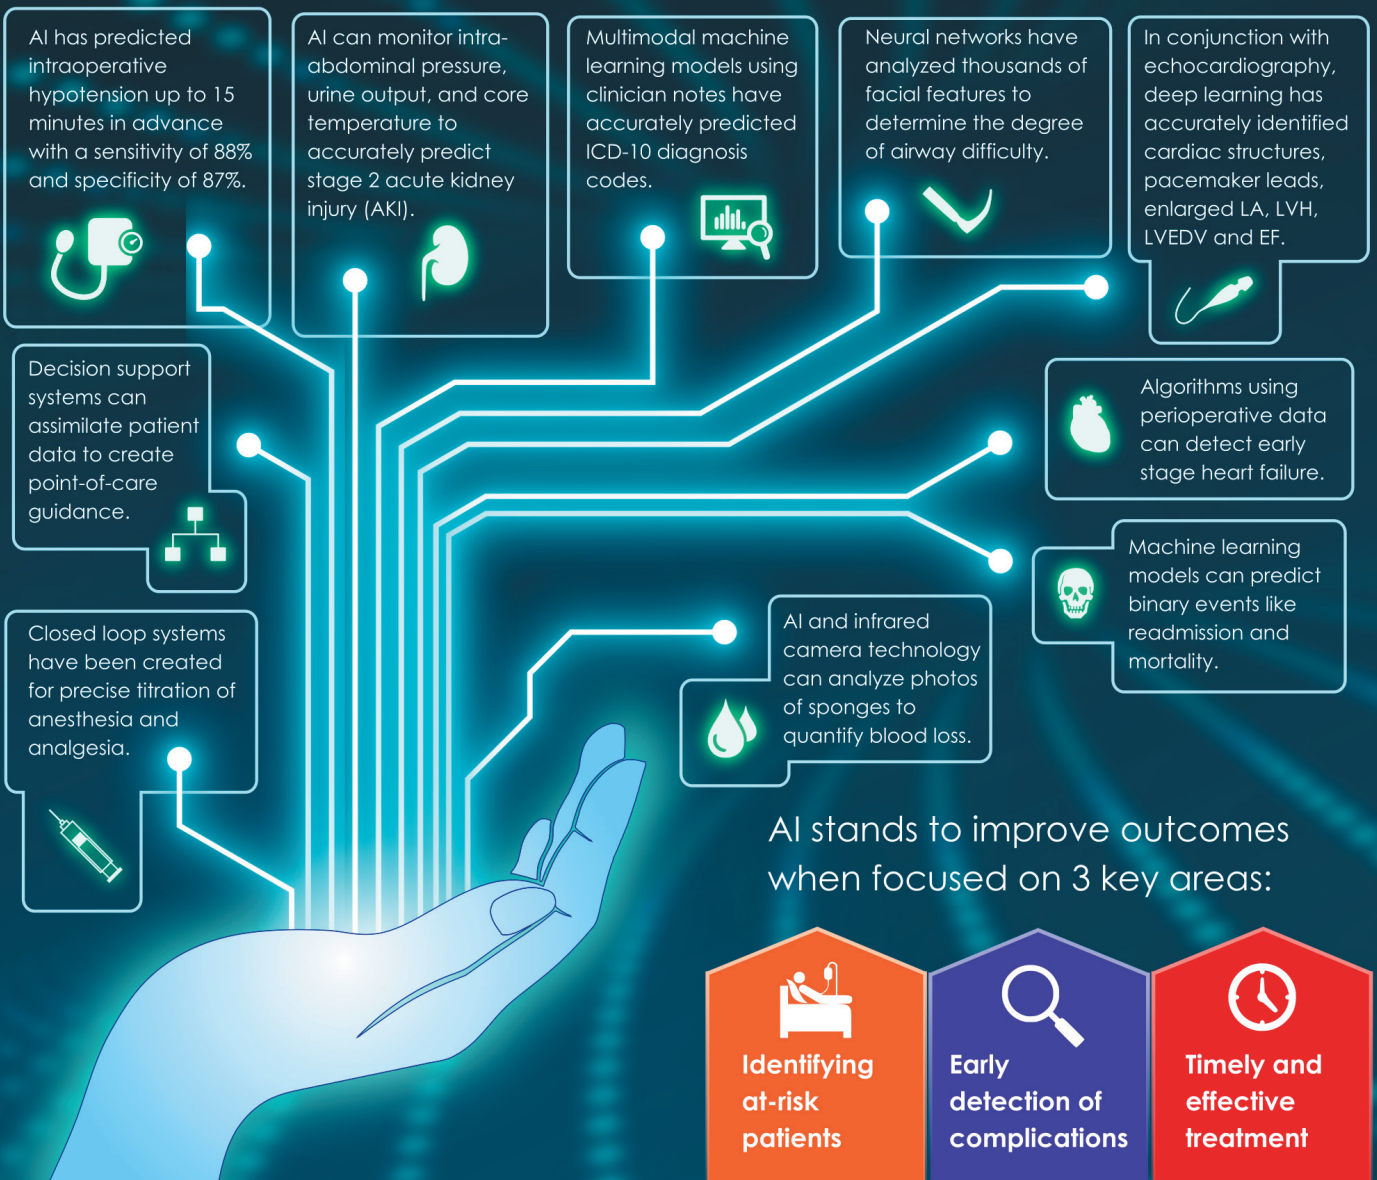 AI has predicted
intraoperative
hypotension up to 15
minutes in advance
with a sensitivity of 88%
and specificity of 87%.
AI can monitor intra-
abdominal pressure,
urine output, and core
temperature to
accurately predict
stage 2 acute kidney
injury (AKI).
Multimodal machine
learning models using
clinician notes have
accurately predicted
ICD-10 diagnosis
codes.
Neural networks have
analyzed thousands of
facial features to
determine the degree
of airway difficulty.
In conjunction with
echocardiography,
deep learning has
accurately identified
cardiac structures,
pacemaker leads,
enlarged LA, LVH,
LVEDV and EF.
Decision support
systems can
assimilate patient
data to create
point-of-care
guidance.
Algorithms using
perioperative data
can detect early
stage heart failure.
Machine learning
models can predict
binary events like
readmission and
mortality.
Closed loop systems
have been created
for precise titration of
anesthesia and
analgesia.
AI and infrared
camera technology
can analyze photos
of sponges to
quantify blood loss.
AI stands to improve outcomes
when focused on 3 key areas:
Identifying
at-risk
patients
Early
detection of
complications
Timely and
effective
treatment